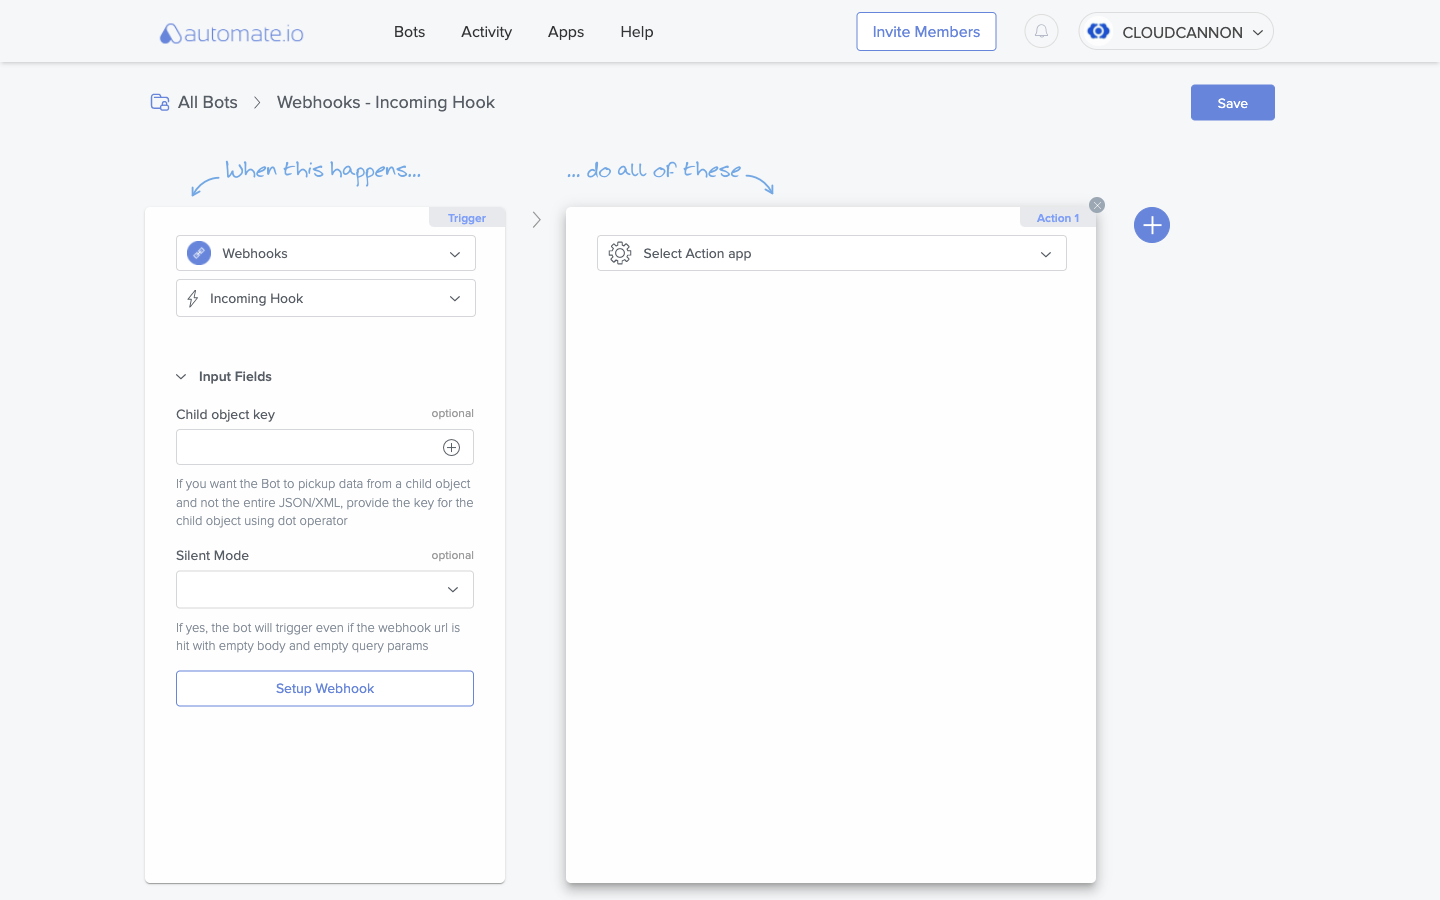 automate.io
Bots
Activity
Apps
Help
Invite Members
CLOUDCANNON
All Bots
Webhooks - Incoming Hook
Save
When this happens...
... do all of these
Trigger
Webhooks
Incoming Hook
Input Fields
Child object key
optional
If you want the Bot to pickup data from a child object
and not the entire JSON/XML, provide the key for the
child object using dot operator
Silent Mode
optional
If yes, the bot will trigger even if the webhook url is
hit with empty body and empty query params
Setup Webhook
Action 1
Select Action app